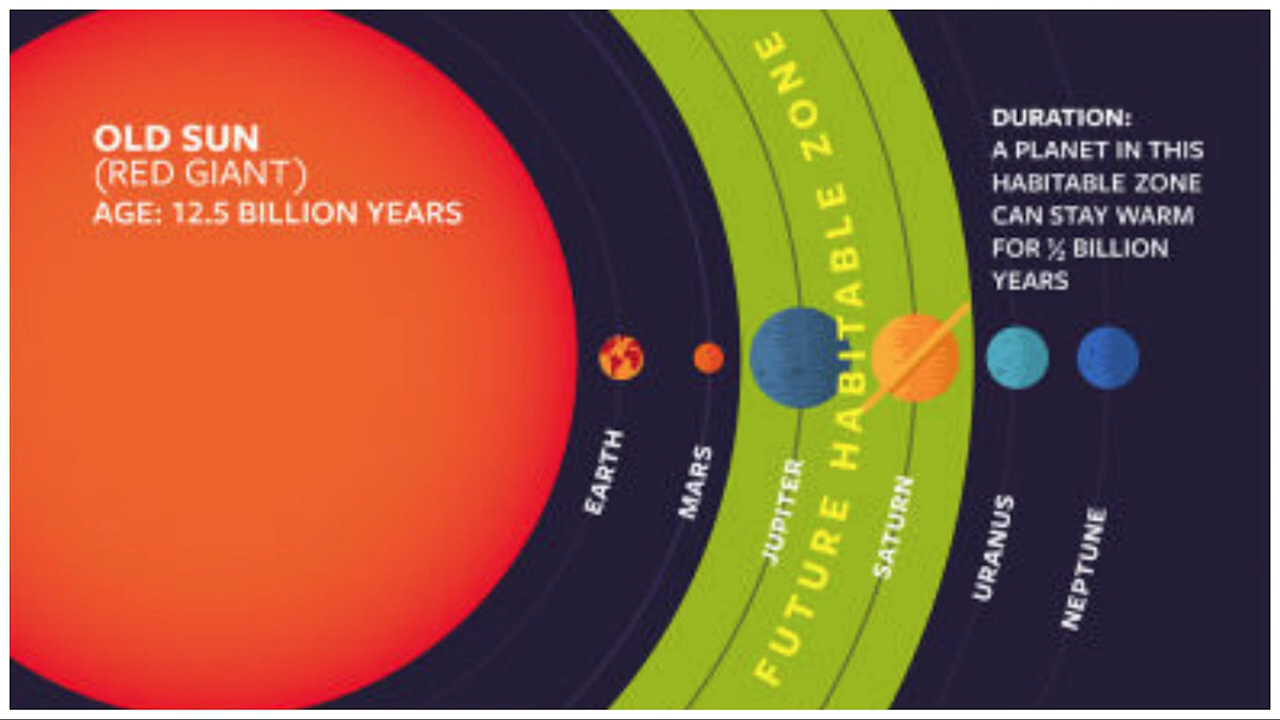 OLD SUN
(RED GIANT)
AGE: 12.5 BILLION YEARS
FUTURE HABITABLE ZONE
DURATION:
A PLANET IN THIS
HABITABLE ZONE
CAN STAY WARM
FOR ½ BILLION
YEARS
EARTH
MARS
JUPITER
SATURN
URANUS
NEPTUNE